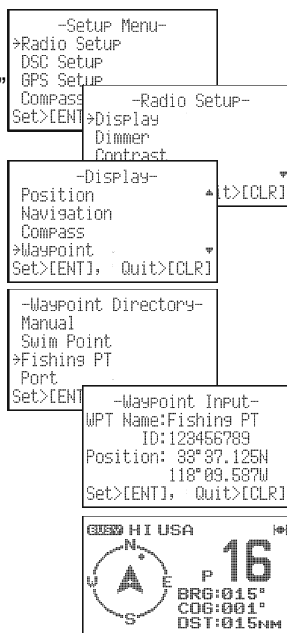 -Setup Menu-
→Radio Setup
DSC Setup
GPS Setup
Compass
Set>[ENT
”
-Radio Setup-
→Display
Dimmer
Contrast
it>[CLR]
-Display-
Position
Navigation
Compass
→Waypoint
Set>[ENT], Quit>[CLR]
-Waypoint Directory-
Manual
Swim Point
→Fishing PT
Port
Set>[ENT
-Waypoint Input-
WPT Name:Fishing PT
ID:123456789
Position: 33°37.125N
118°09.587W
Set>[ENT], Quit>[CLR]
BUSY HI USA
N
W E
S
P 16
BRG:015°
COG:001°
DST:015NM